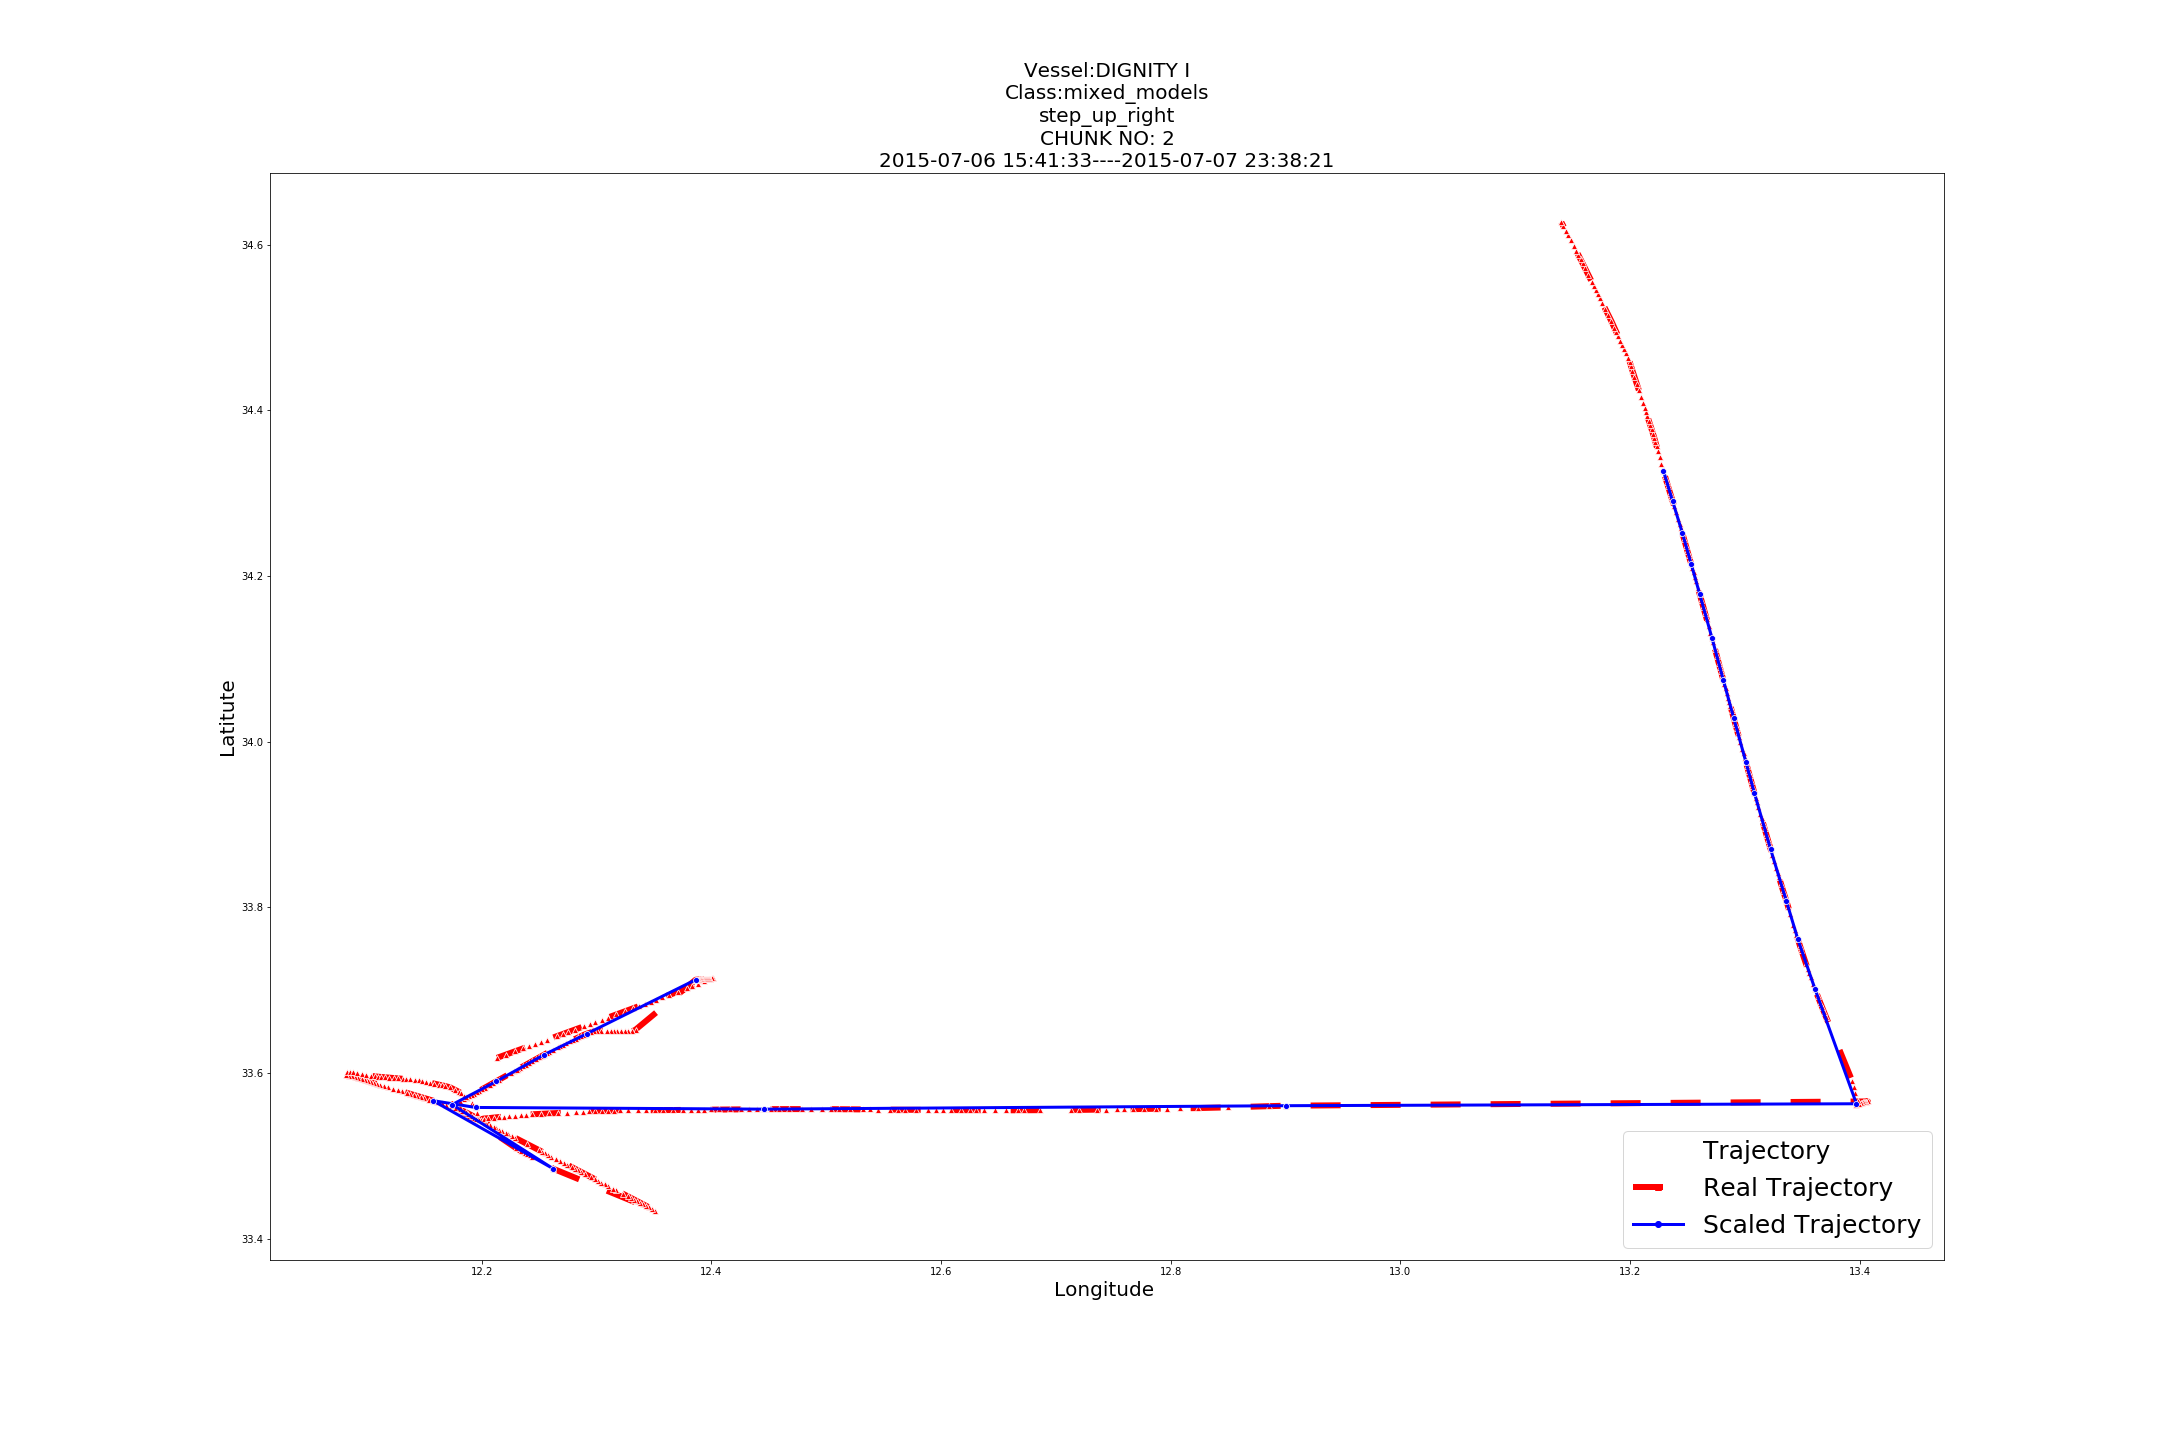 Vessel:DIGNITY I
Class:mixed_models
step_up_right
CHUNK NO: 2
2015-07-06 15:41:33----2015-07-07 23:38:21
Latitute
34.6
34.4
34.2
34.0
33.8
33.6
33.4
Trajectory
Real Trajectory
Scaled Trajectory
12.2 12.4 12.6 12.8 13.0 13.2 13.4
Longitude